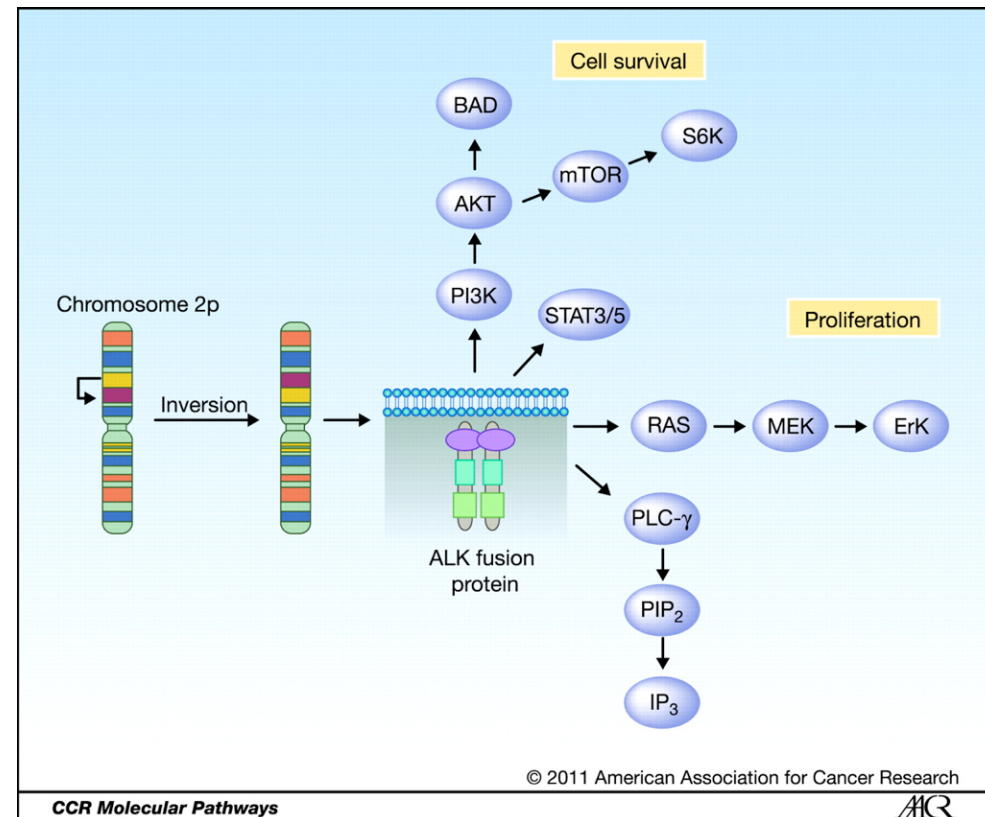 Cell survival
BAD
S6K
mTOR
AKT
PI3K
Chromosome 2p
STAT3/5
Proliferation
Inversion
RAS
MEK
ErK
PLC-γ
ALK fusion
protein
PIP₂
IP₃
© 2011 American Association for Cancer Research
CCR Molecular Pathways
AACR